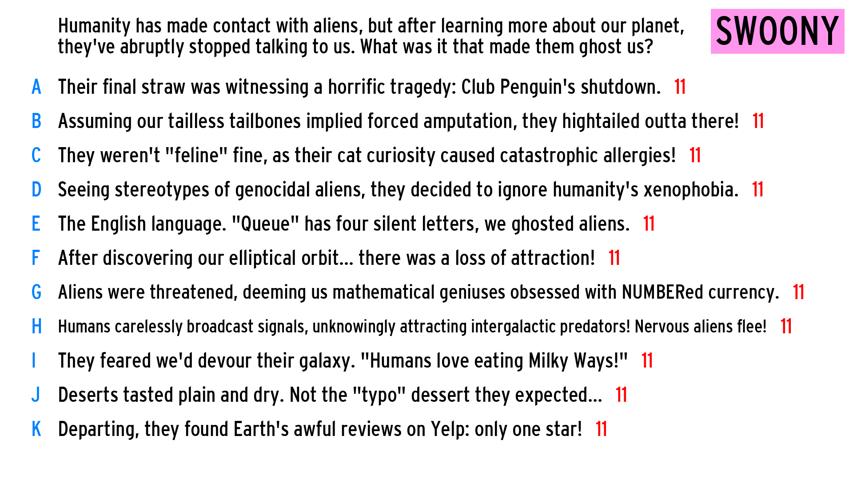 Humanity has made contact with aliens, but after learning more about our planet,
they've abruptly stopped talking to us. What was it that made them ghost us?
SWOONY
A Their final straw was witnessing a horrific tragedy: Club Penguin's shutdown. 11
B Assuming our tailless tailbones implied forced amputation, they hightailed outta there! 11
C They weren't "feline" fine, as their cat curiosity caused catastrophic allergies! 11
D Seeing stereotypes of genocidal aliens, they decided to ignore humanity's xenophobia. 11
E The English language. "Queue" has four silent letters, we ghosted aliens. 11
F After discovering our elliptical orbit... there was a loss of attraction! 11
G Aliens were threatened, deeming us mathematical geniuses obsessed with NUMBERed currency. 11
H Humans carelessly broadcast signals, unknowingly attracting intergalactic predators! Nervous aliens flee! 11
I They feared we'd devour their galaxy. "Humans love eating Milky Ways!" 11
J Deserts tasted plain and dry. Not the "typo" dessert they expected... 11
K Departing, they found Earth's awful reviews on Yelp: only one star! 11